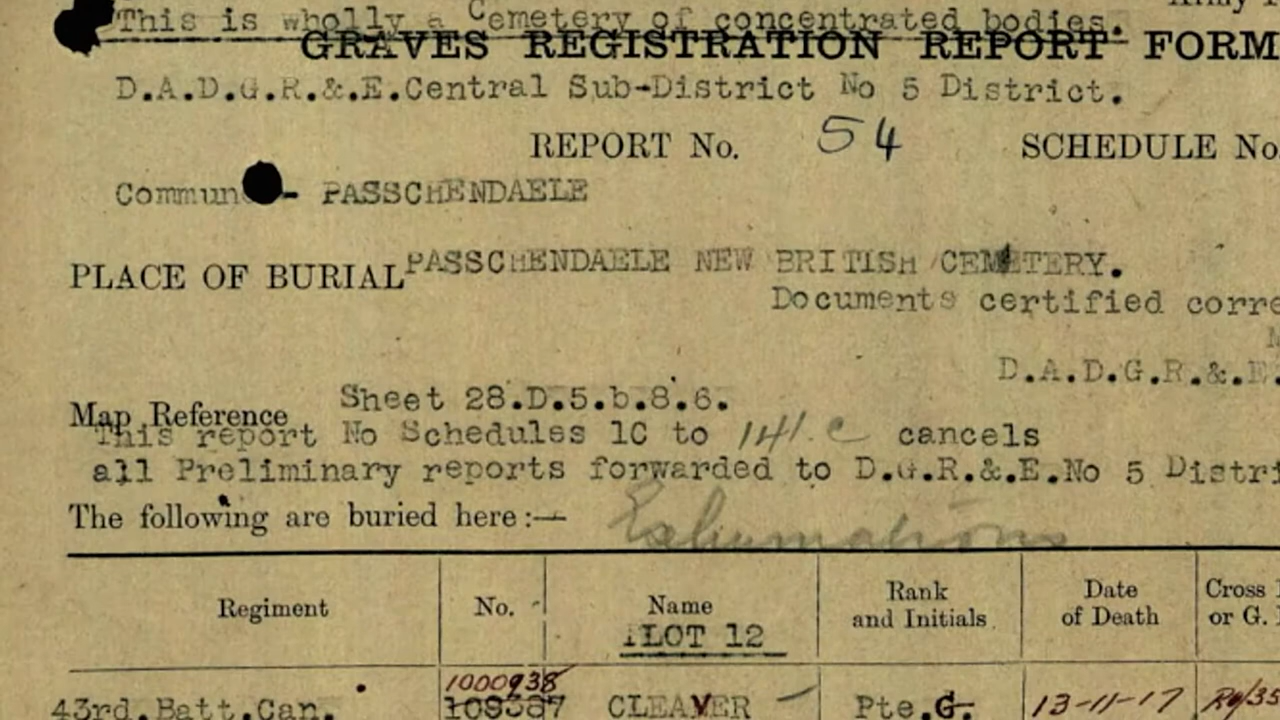 This is wholly a Cemetery of concentrated bodies.
GRAVES REGISTRATION REPORT FORM
D.A.D.G.R.&.E.Central Sub-District No 5 District.
REPORT No. 54 SCHEDULE No.
Commun - PASSCHENDAELE
PLACE OF BURIAL PASSCHENDAELE NEW BRITISH CEMETERY.
Documents certified corre
D.A.D.G.R.&.E.
Map Reference Sheet 28.D.5.b.8.6.
This report No Schedules 1C to 141.c cancels
all Preliminary reports forwarded to D.G.R.&.E.No 5 Distri
The following are buried here:— Exhumations
Regiment No. Name Rank and Initials Date of Death Cross or G.
PLOT 12
1000938
43rd.Batt.Can. CLEAVER Pte.G. 13-11-17